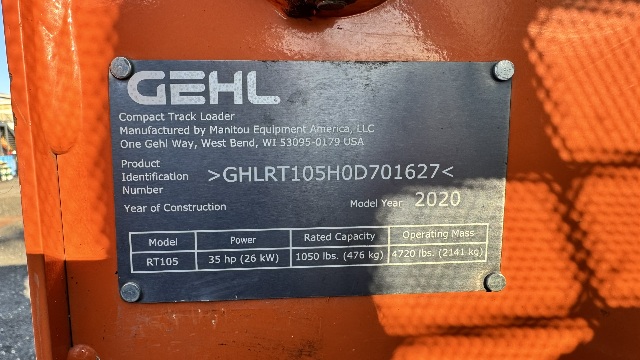 GEHL
Compact Track Loader
Manufactured by Manitou Equipment America, LLC
One Gehl Way, West Bend, WI 53095-0179 USA
Product
Identification >GHLRT105H0D701627<
Number
Year of Construction Model Year 2020
Model Power Rated Capacity Operating Mass
RT105 35 hp (26 kW) 1050 lbs. (476 kg) 4720 lbs. (2141 kg)